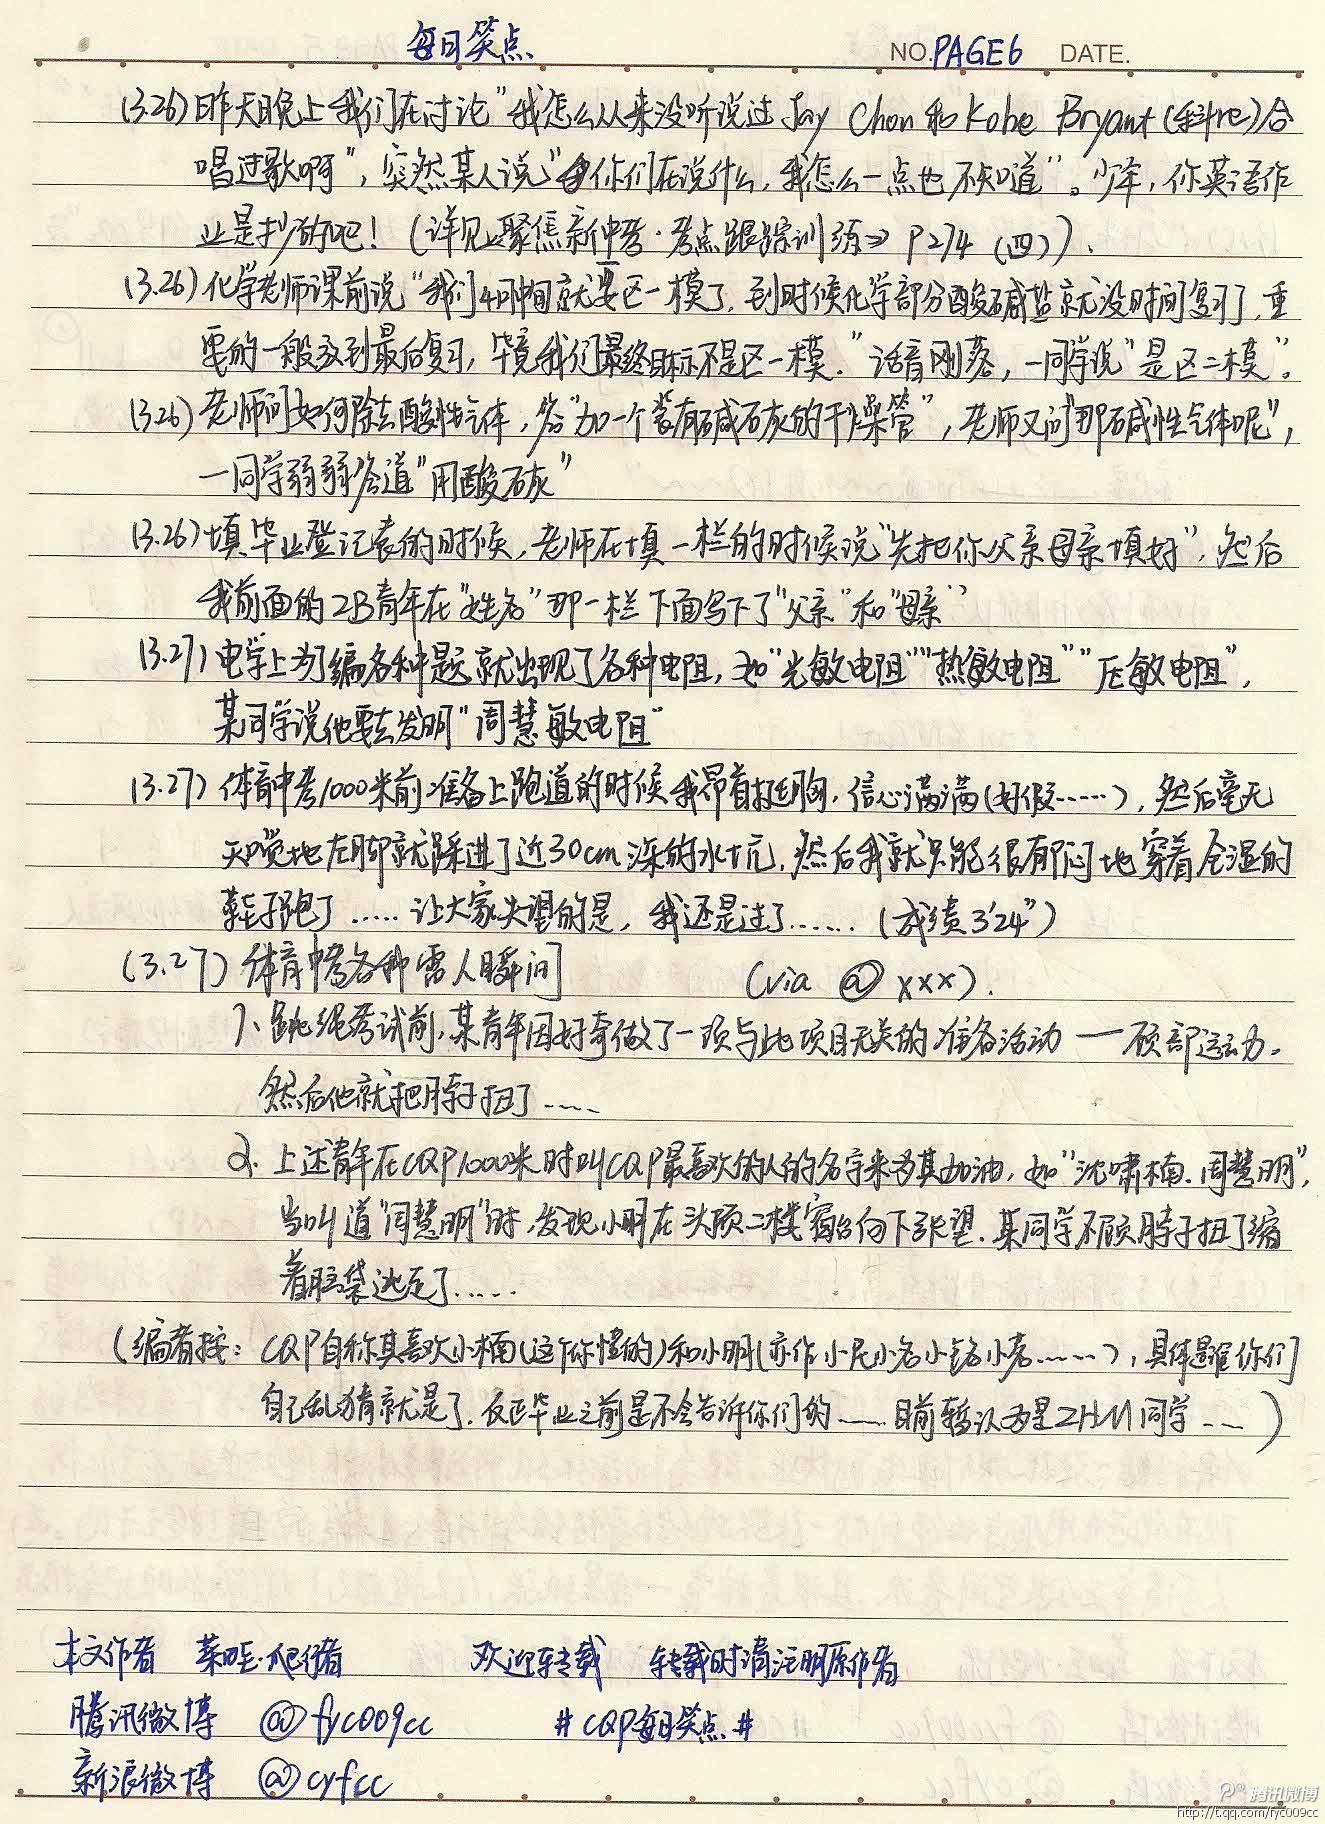 每日笑点
NO. PAGE6 DATE.
(3.26) 昨天晚上我们在讨论"我怎么从来没听说过 Jay Chou 和 Kobe Bryant (科re)合
唱过歌啊",突然某人说"你们在说什么,我怎么一点也不知道"。少年,你英语作
业是抄的吧!(详见《聚焦新中考·考点跟踪训练》P274 (四))。
(3.26) 化学老师课前说"我们4月中旬就要区一模了,到时候化学部分酸碱盐就没时间复习了,重
要的一般放到最后复习,毕竟我们最终目标不是区一模。"话音刚落,一同学说"是区二模"。
(3.26) 老师问如何除去酸性气体,答"加一个装有碱石灰的干燥管",老师又问"那碱性气体呢",
一同学弱弱答道"用酸石灰"
(3.26) 填毕业登记表的时候,老师在填一栏的时候说"先把你父亲母亲填好",然后
我前面的2B青年在"姓名"那一栏下面写下了"父亲"和"母亲"
(3.27) 电学上为了编各种题就出现了各种电阻,如"光敏电阻""热敏电阻""压敏电阻",
某同学说他要去发明"周慧敏电阻"
(3.27) 体育中考1000米前准备上跑道的时候我昂首挺胸,信心满满(好假……),然后毫无
知觉地左脚就踩进了近30cm深的水坑,然后我就只能很有郁闷地穿着全湿的
鞋子跑了……让大家失望的是,我还是过了……(成绩3'24")
(3.27) 体育中考各种雷人瞬间 (via @xxx).
1、跳绳考试前,某青年因好奇做了一项与此项目无关的准备活动——颈部运动。
然后他就把脖子扭了……
2. 上述青年在CQP1000米时叫CQP最喜欢的人的名字来为其加油,如"沈啸楠、周慧明",
当叫道"周慧明"时,发现小明在头顶二楼窗台向下张望,某同学不顾脖子扭了缩
着脑袋逃走了……
(编者按:CQP自称其喜欢小楠(这个你懂的)和小明(亦作小民小名小铭小茗……),具体是谁你们
自己乱猜就是了,反正毕业之前是不会告诉你们的……目前暂认为是ZHM同学……)
本文作者 爬行者 欢迎转载 转载时请注明原作者
腾讯微博 @fyc009cc #CQP每日笑点#
新浪微博 @cyfcc
腾讯微博
http://t.qq.com/fyc009cc